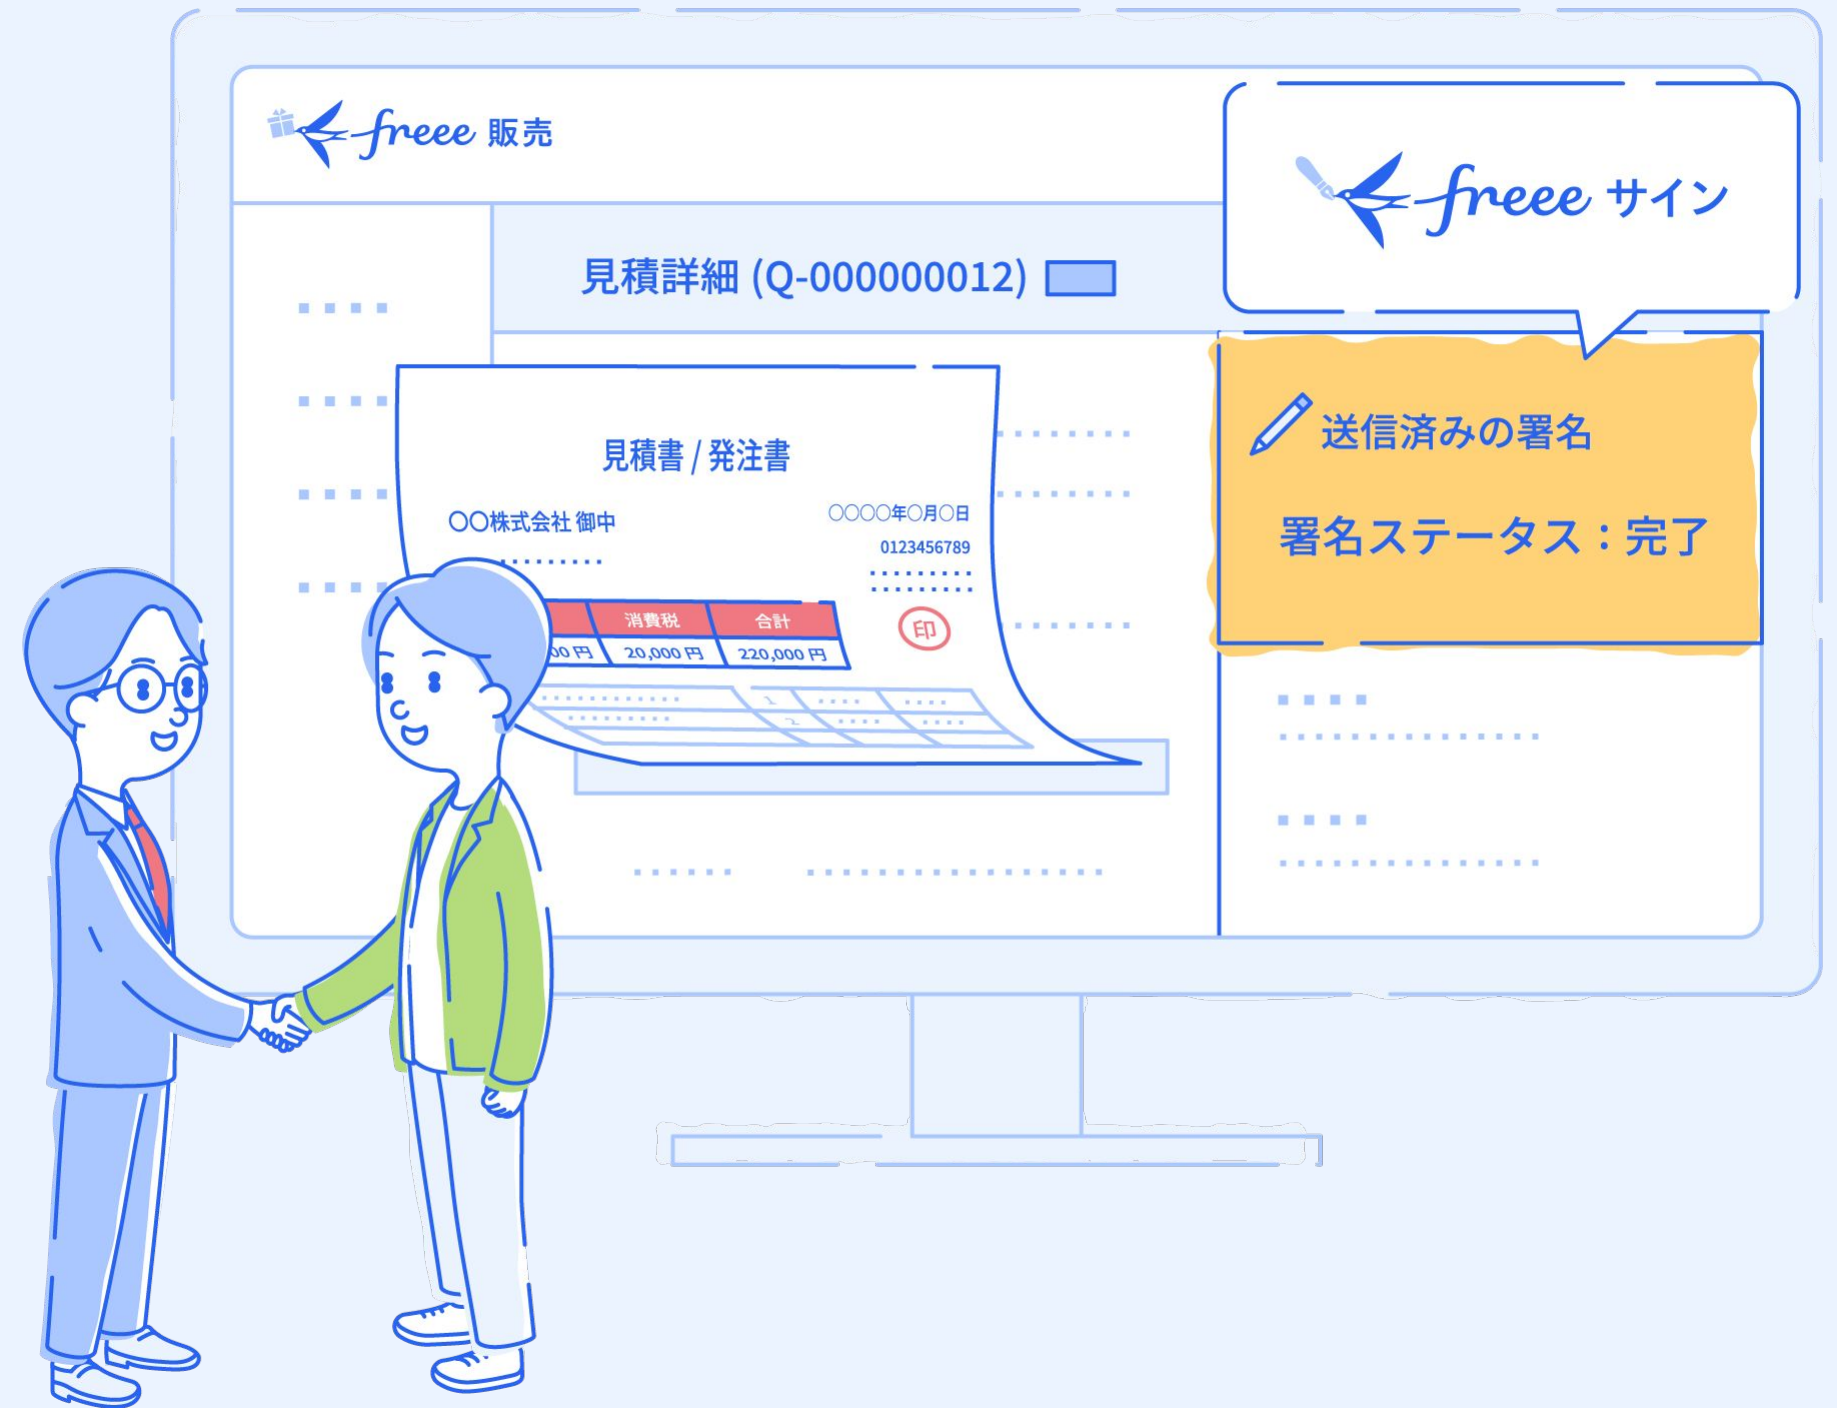 freee 販売
freee サイン
見積詳細 (Q-000000012)
見積書 / 発注書
〇〇株式会社 御中
〇〇〇〇年〇月〇日
0123456789
印
消費税 合計
00 円 20,000 円 220,000 円
送信済みの署名
署名ステータス：完了